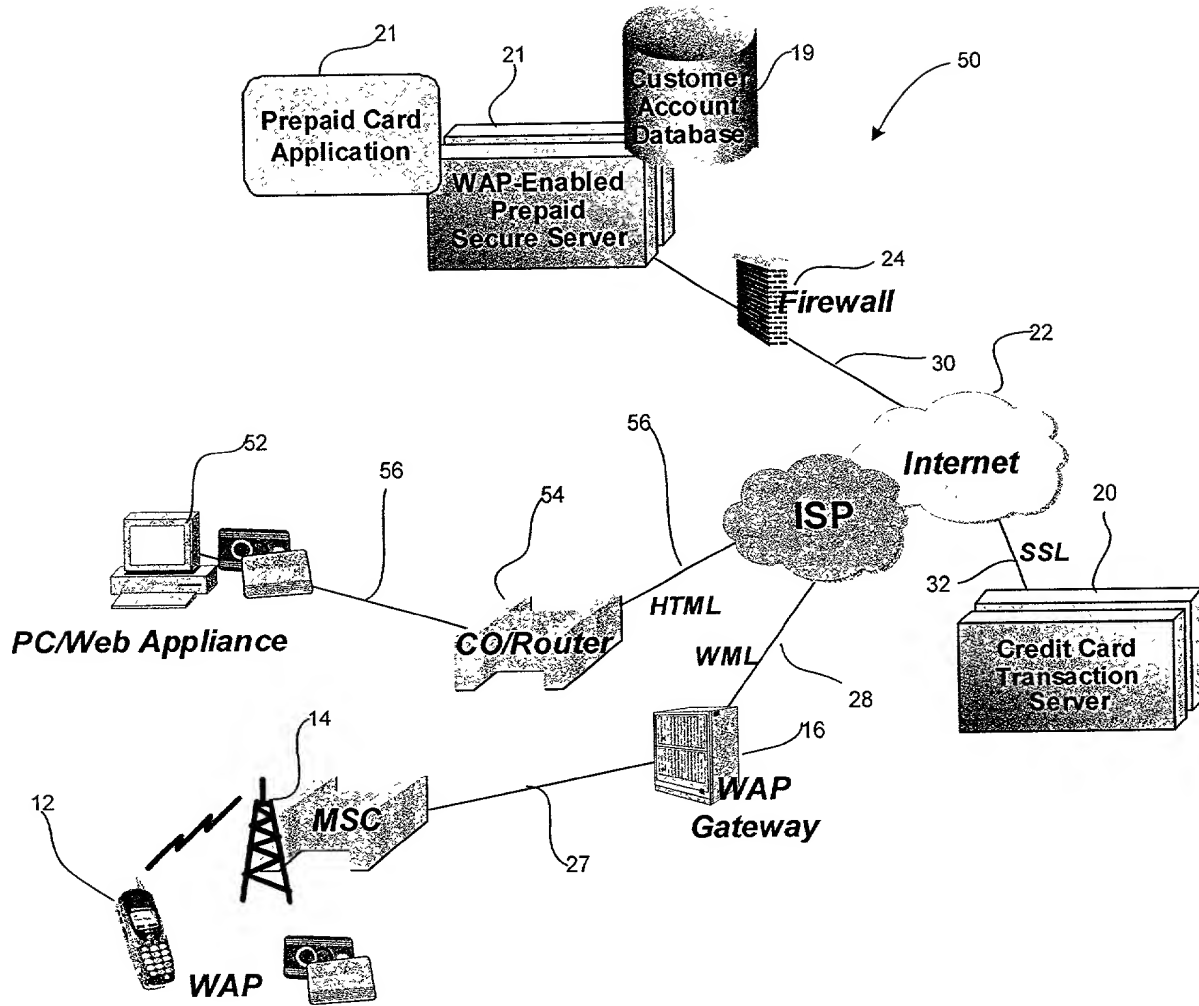 21
21
19
50
Prepaid Card
Application
Customer
Account
Database
WAP-Enabled
Prepaid
Secure Server
24
Firewall
22
30
52
56
54
56
Internet
ISP
20
SSL
32
HTML
PC/Web Appliance
CO/Router
WML
28
Credit Card
Transaction
Server
14
16
12
MSC
WAP
Gateway
27
WAP